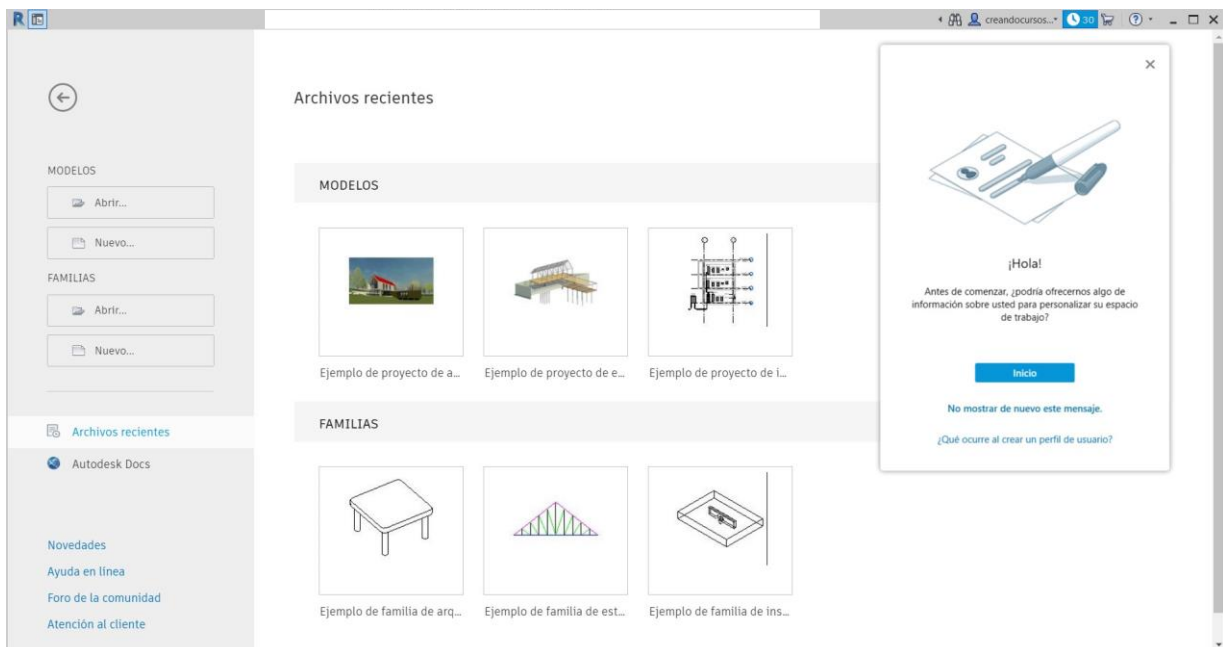 R
creandocursos...
30
?
Archivos recientes
MODELOS
Abrir...
Nuevo...
FAMILIAS
Abrir...
Nuevo...
Archivos recientes
Autodesk Docs
Novedades
Ayuda en línea
Foro de la comunidad
Atención al cliente
MODELOS
Ejemplo de proyecto de a...
Ejemplo de proyecto de e...
Ejemplo de proyecto de i...
FAMILIAS
Ejemplo de familia de arq...
Ejemplo de familia de est...
Ejemplo de familia de ins...
¡Hola!
Antes de comenzar, ¿podría ofrecernos algo de
información sobre usted para personalizar su espacio
de trabajo?
Inicio
No mostrar de nuevo este mensaje.
¿Qué ocurre al crear un perfil de usuario?